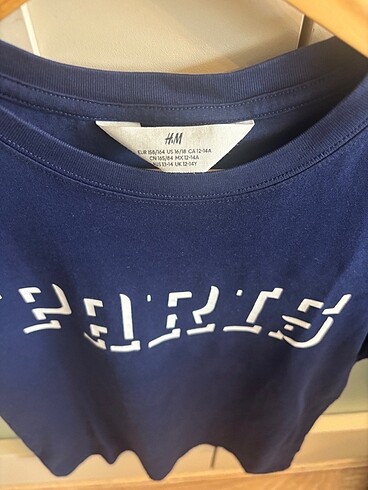 H&M
EUR 158/164 US 16/18 CA 12-14A
CN 165/84 MX 12-14A
AUS 13-14 UK 12-14Y
PARIS